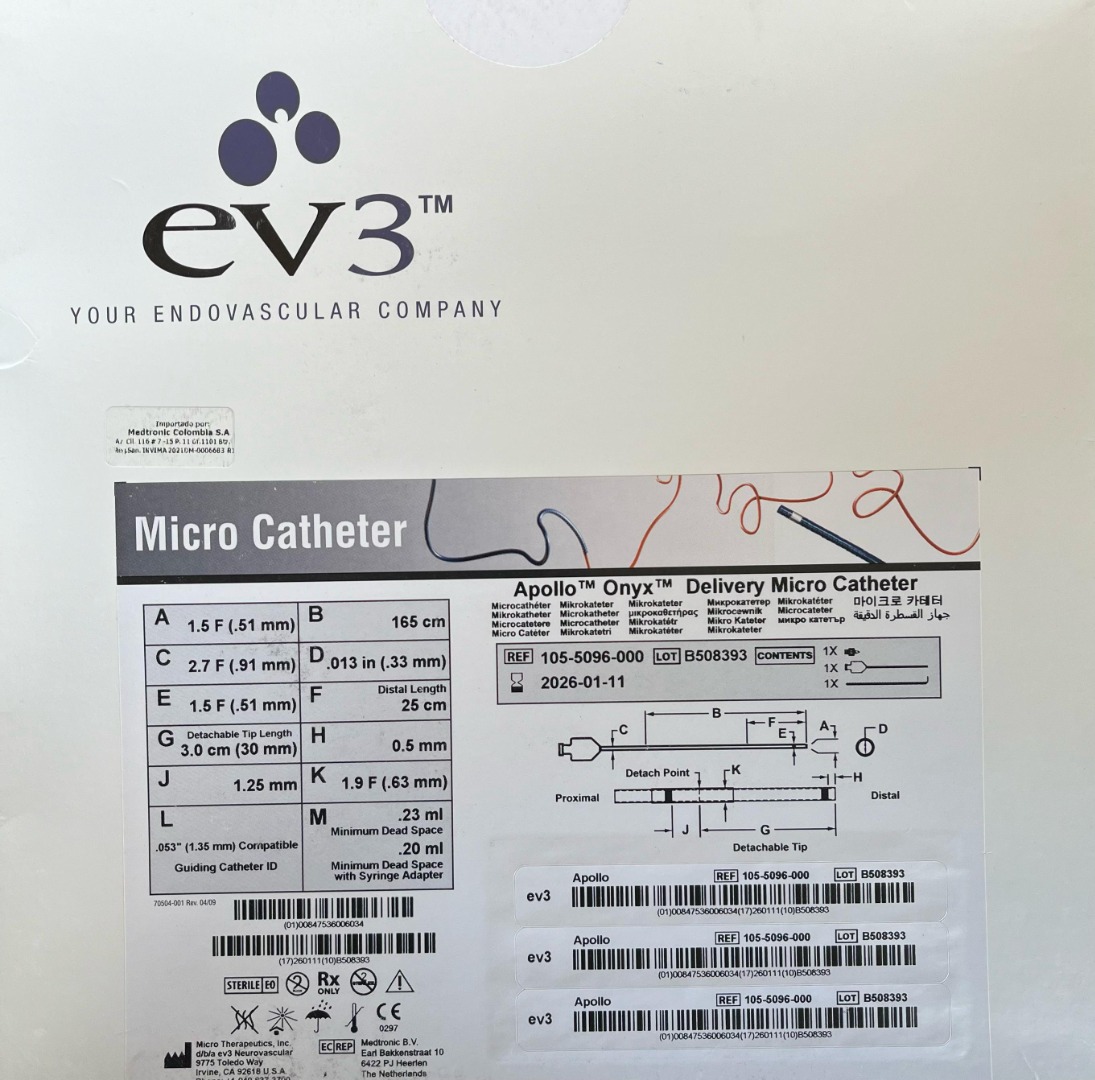 ev3™
YOUR ENDOVASCULAR COMPANY
Importado por:
Medtronic Colombia S.A
INVIMA 2021DM-0006603 R1
Micro Catheter
Apollo™ Onyx™ Delivery Micro Catheter
Microcathéter Mikrokateter Mikrokateter Микрокатетер Mikrokatéter 마이크로 카테터
Mikrokatheter Mikrokatheter μικροκαθετήρας Mikrocewnik Microcateter جهاز القسطرة الدقيقة
Microcatetere Microcatheter Mikrokatétr Mikro Kateter микро катетър
Micro Catéter Mikrokatetri Mikrokatéter Mikrokateter
REF 105-5096-000 LOT B508393 CONTENTS 1X
1X
2026-01-11 1X
A 1.5 F (.51 mm) B 165 cm
C 2.7 F (.91 mm) D .013 in (.33 mm)
E 1.5 F (.51 mm) F Distal Length
25 cm
G Detachable Tip Length
3.0 cm (30 mm) H 0.5 mm
J 1.25 mm K 1.9 F (.63 mm)
L
.053" (1.35 mm) Compatible
Guiding Catheter ID
M .23 ml
Minimum Dead Space
.20 ml
Minimum Dead Space
with Syringe Adapter
B
C F A D
E
Detach Point K H
Proximal Distal
J G
Detachable Tip
70504-001 Rev. 04/09
(01)00847536006034
(17)260111(10)B508393
STERILE EO 2 Rx ONLY
CE
0297
Micro Therapeutics, Inc.
d/b/a ev3 Neurovascular
9775 Toledo Way
Irvine, CA 92618 U.S.A.
EC REP Medtronic B.V.
Earl Bakkenstraat 10
6422 PJ Heerlen
The Netherlands
Apollo REF 105-5096-000 LOT B508393
ev3
(01)00847536006034(17)260111(10)B508393
Apollo REF 105-5096-000 LOT B508393
ev3
(01)00847536006034(17)260111(10)B508393
Apollo REF 105-5096-000 LOT B508393
ev3
(01)00847536006034(17)260111(10)B508393